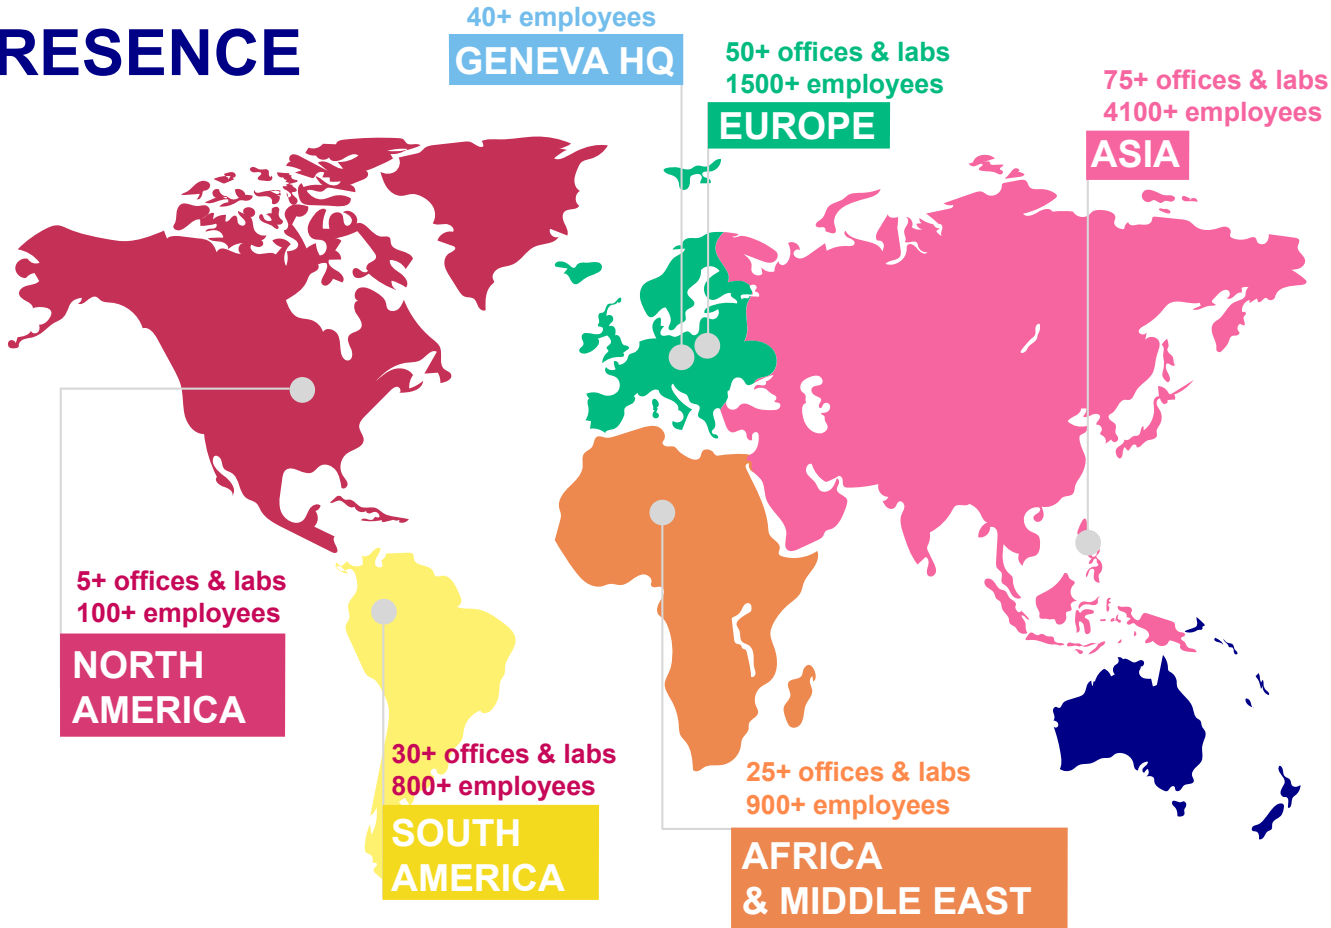 RESENCE
40+ employees
GENEVA HQ
50+ offices & labs
1500+ employees
EUROPE
75+ offices & labs
4100+ employees
ASIA
5+ offices & labs
100+ employees
NORTH
AMERICA
30+ offices & labs
800+ employees
SOUTH
AMERICA
25+ offices & labs
900+ employees
AFRICA
& MIDDLE EAST